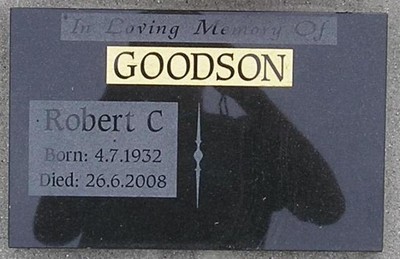 In Loving Memory Of
GOODSON
Robert C
Born: 4.7.1932
Died: 26.6.2008